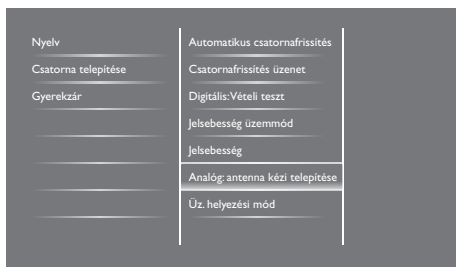 Nyelv
Csatorna telepítése
Gyerekzár
Automatikus csatornafrissítés
Csatornafrissítés üzenet
Digitális: Vételi teszt
Jelsebesség üzemmód
Jelsebesség
Analóg: antenna kézi telepítése
Üz. helyezési mód